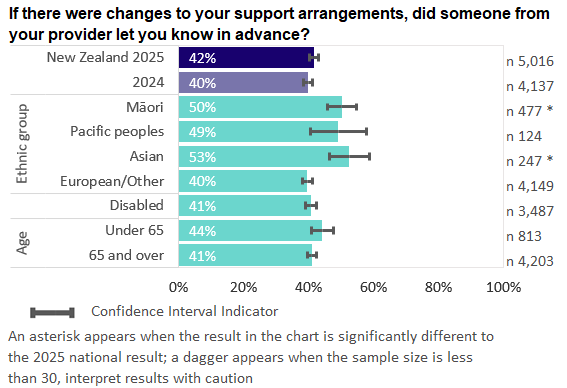 If there were changes to your support arrangements, did someone from
your provider let you know in advance?
New Zealand 2025 42% n 5,016
2024 40% n 4,137
Ethnic group
Māori 50% n 477 *
Pacific peoples 49% n 124
Asian 53% n 247 *
European/Other 40% n 4,149
Disabled 41% n 3,487
Age
Under 65 44% n 813
65 and over 41% n 4,203
0% 20% 40% 60% 80% 100%
Confidence Interval Indicator
An asterisk appears when the result in the chart is significantly different to
the 2025 national result; a dagger appears when the sample size is less
than 30, interpret results with caution